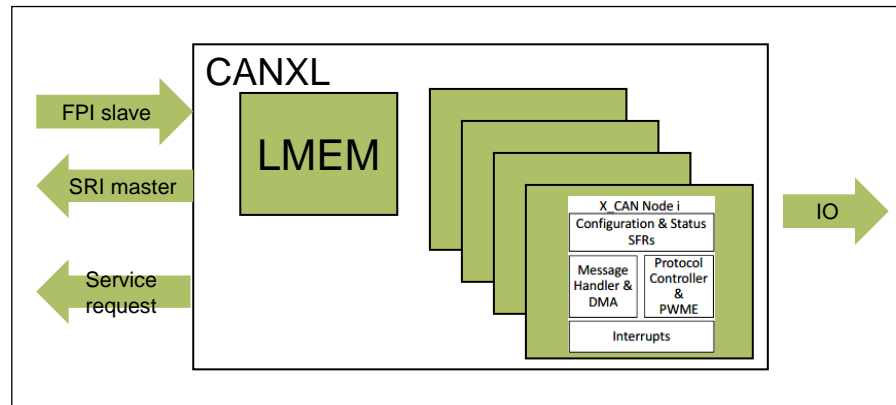 CANXL
FPI slave
LMEM
SRI master
Service
request
X_CAN Node i
Configuration & Status
SFRs
Message
Handler &
DMA
Protocol
Controller
&
PWME
Interrupts
IO